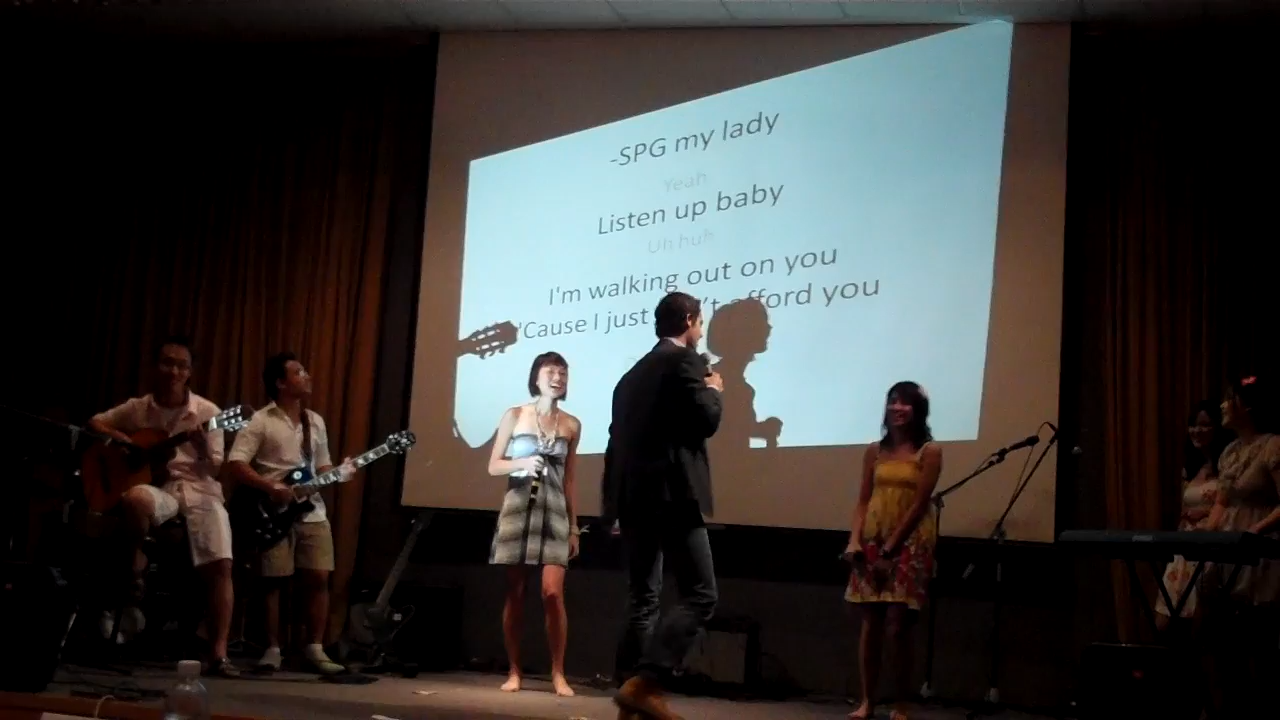 -SPG my lady
Yeah
Listen up baby
Uh huh
I'm walking out on you
'Cause I just 't afford you